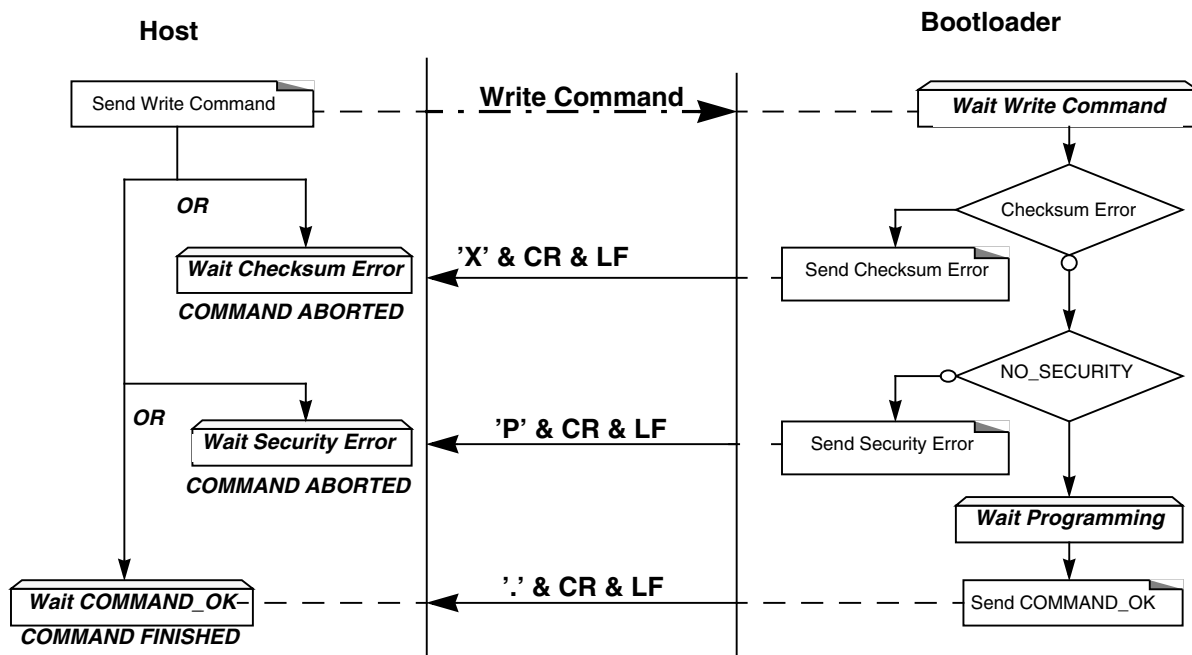 Host
Bootloader
Send Write Command
Write Command
Wait Write Command
OR
Checksum Error
Wait Checksum Error
'X' & CR & LF
Send Checksum Error
COMMAND ABORTED
NO_SECURITY
OR
Wait Security Error
'P' & CR & LF
Send Security Error
COMMAND ABORTED
Wait Programming
Wait COMMAND_OK
'.' & CR & LF
Send COMMAND_OK
COMMAND FINISHED